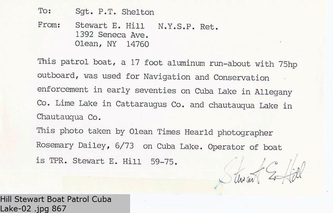 To: Sgt. P.T. Shelton
From: Stewart E. Hill N.Y.S.P. Ret.
1392 Seneca Ave.
Olean, NY 14760
This patrol boat, a 17 foot aluminum run-about with 75hp
outboard, was used for Navigation and Conservation
enforcement in early seventies on Cuba Lake in Allegany
Co. Lime Lake in Cattaraugus Co. and chautauqua Lake in
Chautauqua Co.
This photo taken by Olean Times Hearld photographer
Rosemary Dailey, 6/73 on Cuba Lake. Operator of boat
is TPR. Stewart E. Hill 59-75.
Stewart E. Hill
Hill Stewart Boat Patrol Cuba
Lake-02 .jpg 867